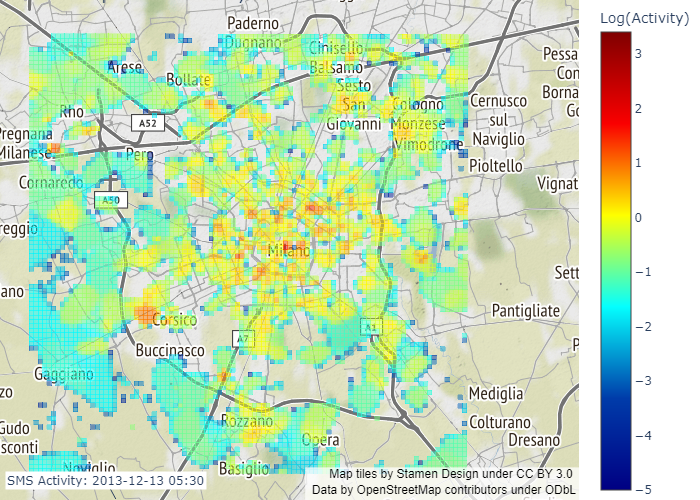 Log(Activity)
3
2
1
0
−1
−2
−3
−4
−5
Paderno
Dugnano
Cinisello
Balsamo
Arese
Bollate
Sesto
San
Giovanni
Cologno
Monzese
Vimodrone
Cernusco
sul
Naviglio
Pessa
Con
Borna
Rho
A52
Pregnana
Milanese
Pero
Pioltello
Cornaredo
A50
Vignat
reggio
Milano
Sett
ano
Corsico
Pantigliate
A1
A7
Buccinasco
Gaggiano
Mediglia
Rozzano
Colturano
Gudo
sconti
Opera
Dresano
Noviglio
Basiglio
SMS Activity: 2013-12-13 05:30
Map tiles by Stamen Design under CC BY 3.0
Data by OpenStreetMap contributors under ODbL